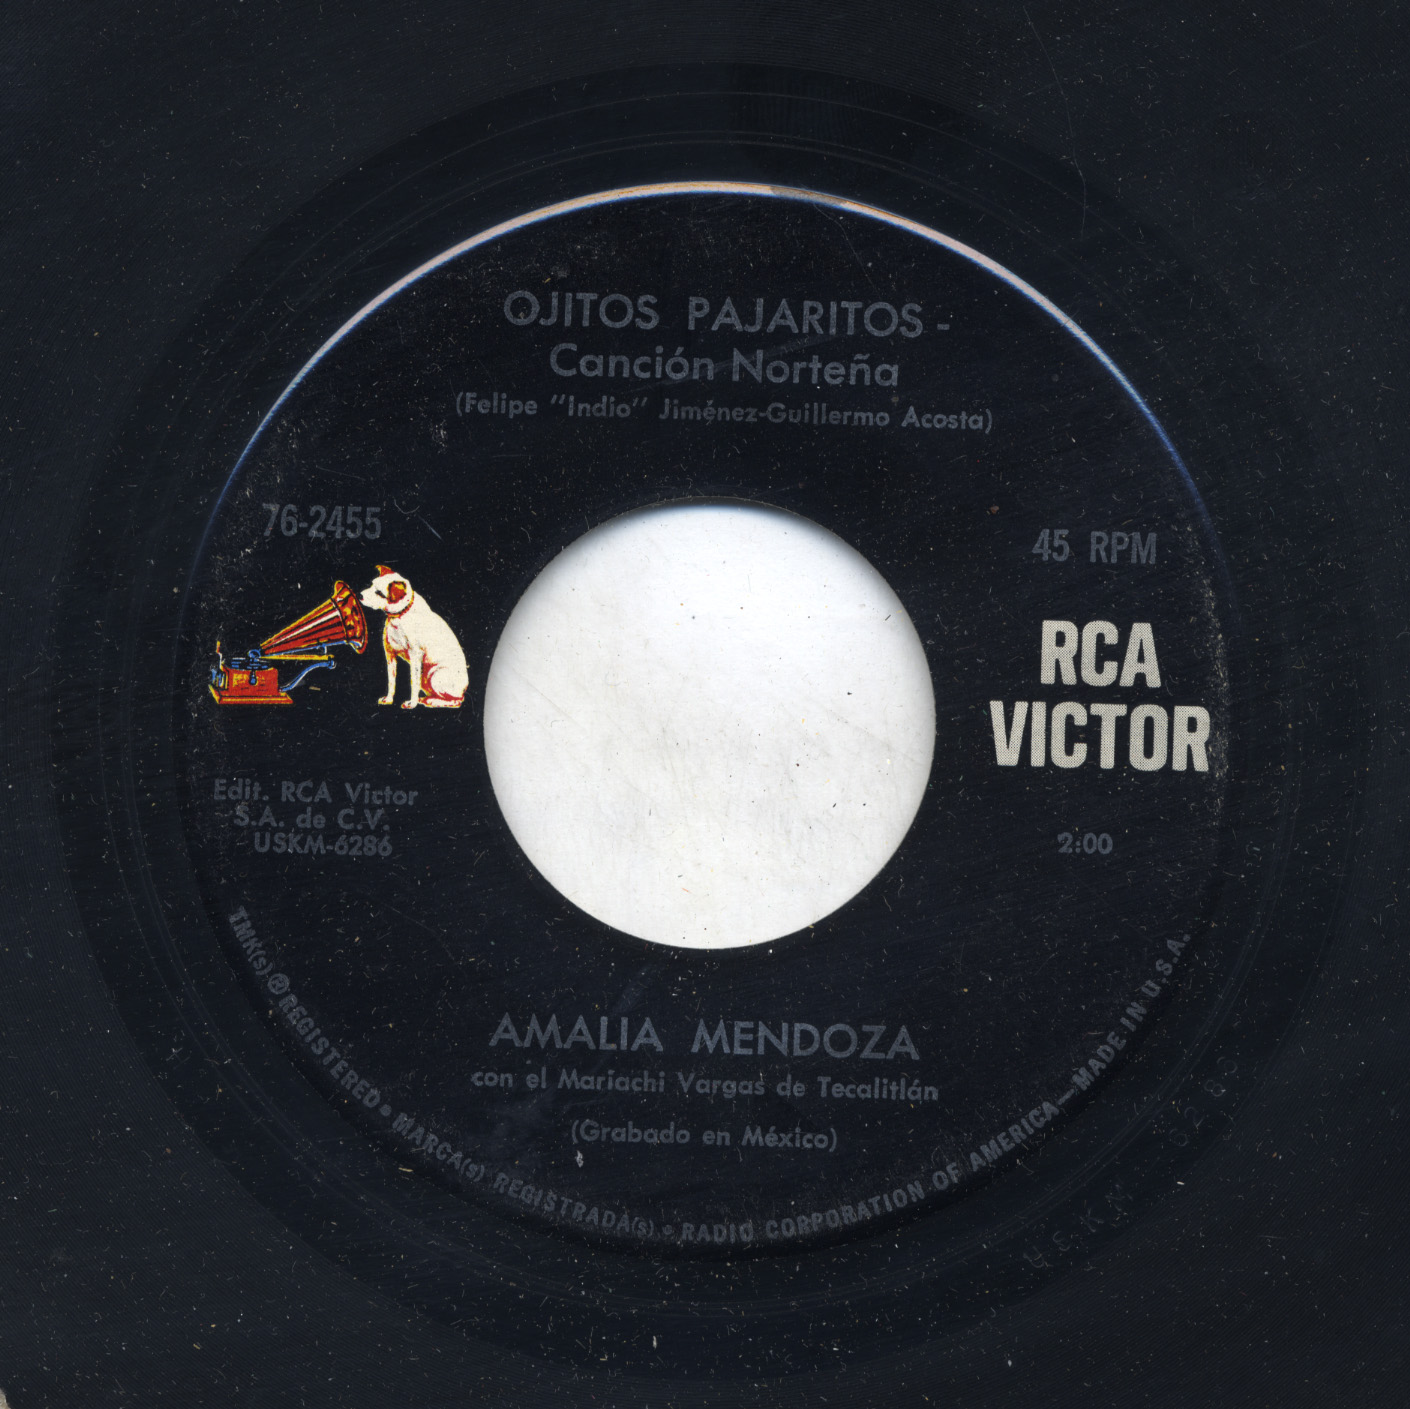 OJITOS PAJARITOS -
Canción Norteña
(Felipe "Indio" Jiménez-Guillermo Acosta)
76-2455
45 RPM
RCA
VICTOR
Edit. RCA Victor
S.A. de C.V.
USKM-6286
2:00
AMALIA MENDOZA
con el Mariachi Vargas de Tecalitlán
(Grabado en México)
TMK(s) ® REGISTERED • MARCA(s) REGISTRADA(s) • RADIO CORPORATION OF AMERICA—MADE IN U.S.A.